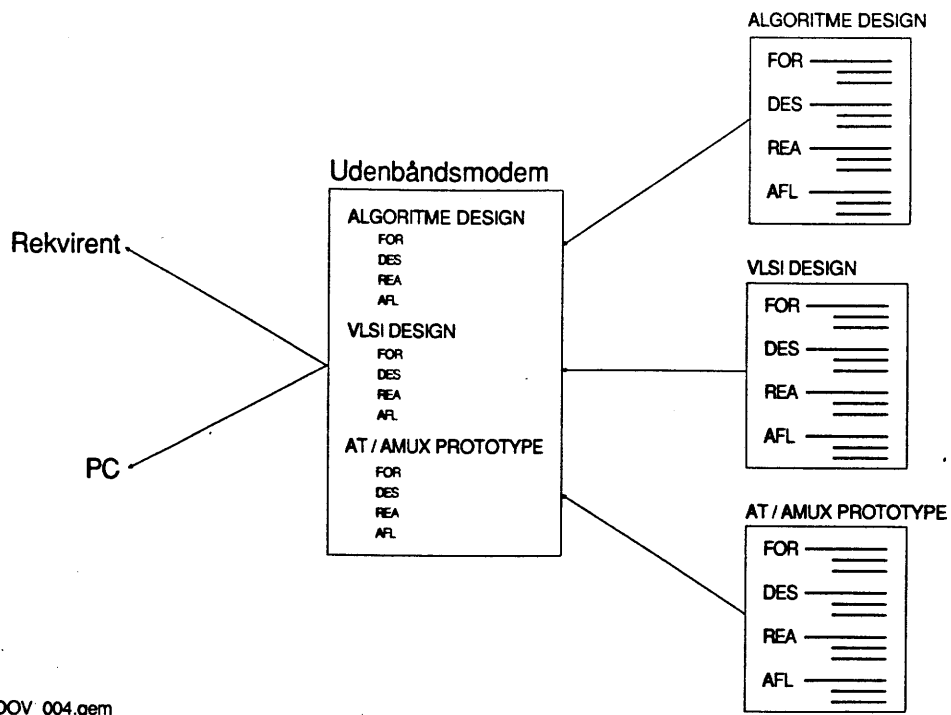 Rekvirent
PC
Udenbåndsmodem
ALGORITME DESIGN
FOR
DES
REA
AFL
VLSI DESIGN
FOR
DES
REA
AFL
AT / AMUX PROTOTYPE
FOR
DES
REA
AFL
ALGORITME DESIGN
FOR
DES
REA
AFL
VLSI DESIGN
FOR
DES
REA
AFL
AT / AMUX PROTOTYPE
FOR
DES
REA
AFL
OOV_004.gem